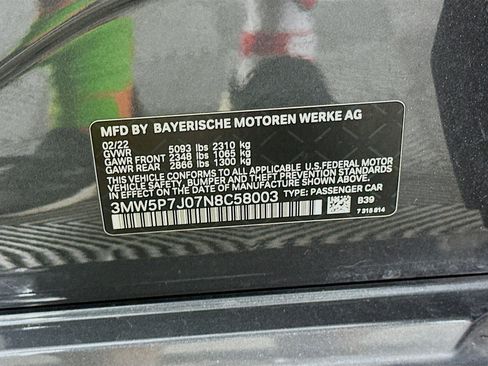 MFD BY BAYERISCHE MOTOREN WERKE AG
02/22
GVWR 5093 lbs 2310 kg
GAWR FRONT 2348 lbs 1065 kg
GAWR REAR 2866 lbs 1300 kg
THIS VEHICLE CONFORMS TO ALL APPLICABLE U.S.FEDERAL MOTOR
VEHICLE SAFETY, BUMPER, AND THEFT PREVENTION STANDARDS
IN EFFECT ON THE DATE OF MANUFACTURE SHOWN ABOVE.
3MW5P7J07N8C58003 TYPE: PASSENGER CAR
B39
7 915 914